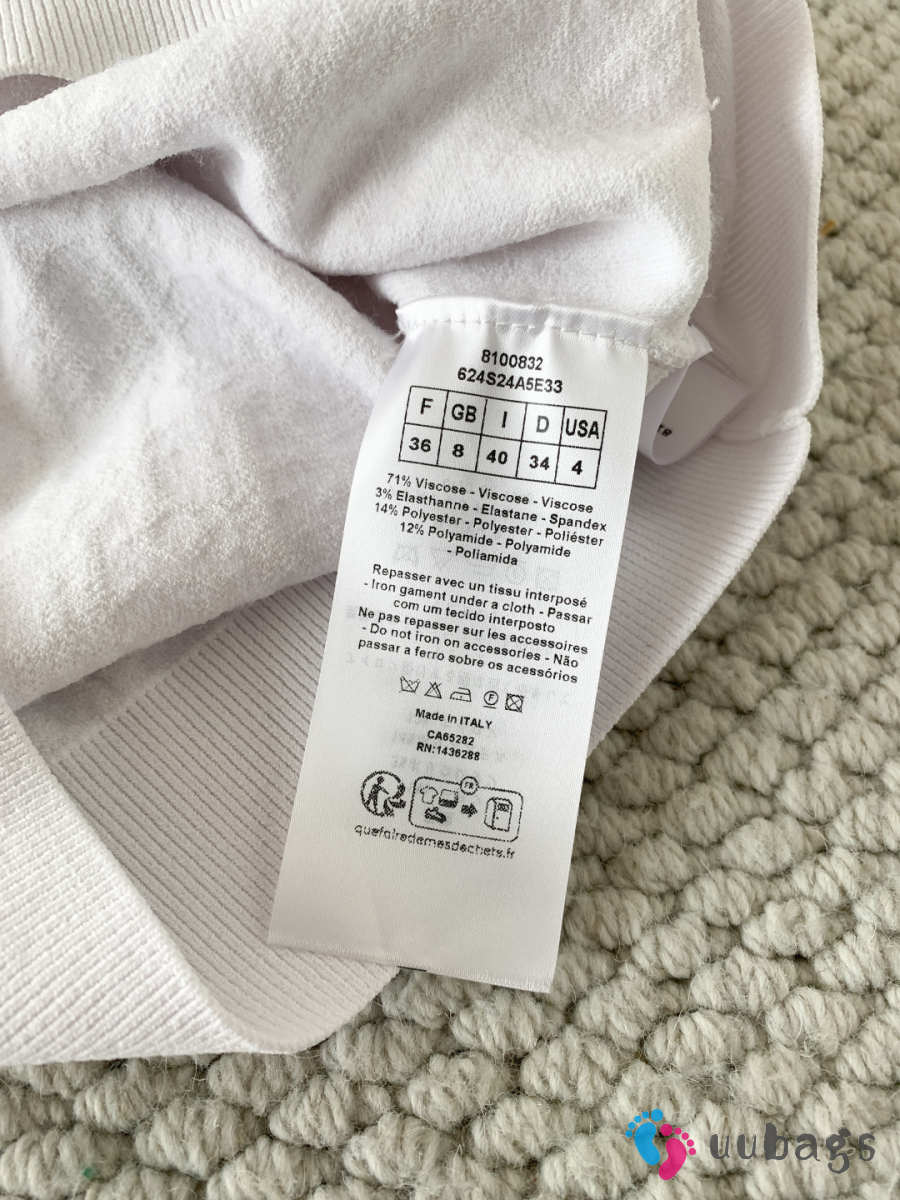 8100832
624S24A5E33
F GB I D USA
36 8 40 34 4
71% Viscose - Viscose - Viscose
3% Elasthanne - Elastane - Spandex
14% Polyester - Polyester - Poliéster
12% Polyamide - Polyamide
- Poliamida
Repasser avec un tissu interposé
- Iron gament under a cloth - Passar
com um tecido interposto
Ne pas repasser sur les accessoires
- Do not iron on accessories - Não
passar a ferro sobre os acessórios
F
Made in ITALY
CA65282
RN:1436288
FR
quefairedemesdechets.fr
uubags